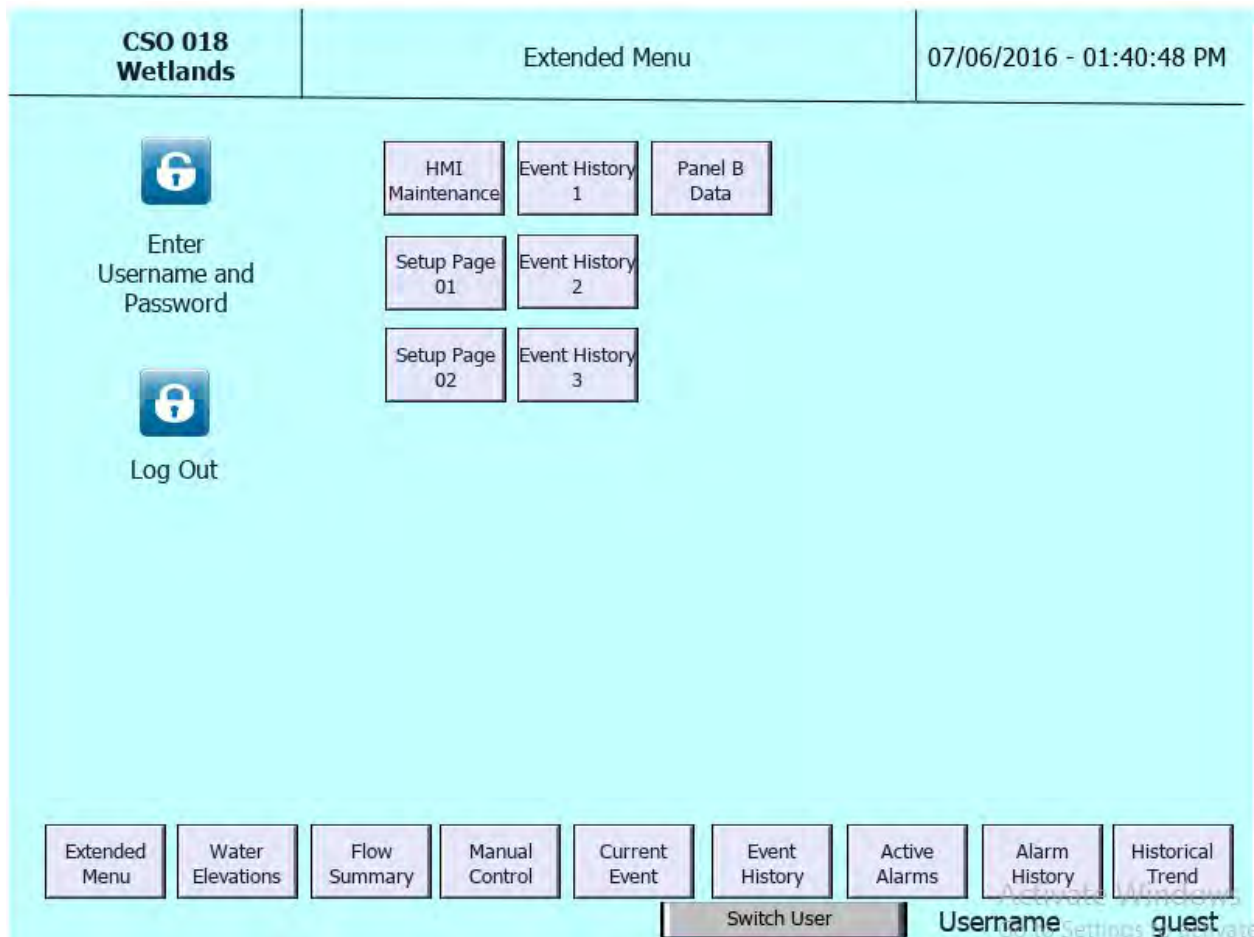 CSO 018
Wetlands
Extended Menu
07/06/2016 - 01:40:48 PM
Enter
Username and
Password
Log Out
HMI
Maintenance
Event History
1
Panel B
Data
Setup Page
01
Event History
2
Setup Page
02
Event History
3
Extended
Menu
Water
Elevations
Flow
Summary
Manual
Control
Current
Event
Event
History
Active
Alarms
Alarm
History
Historical
Trend
Activate Windows
Switch User
Username
guest
Settings